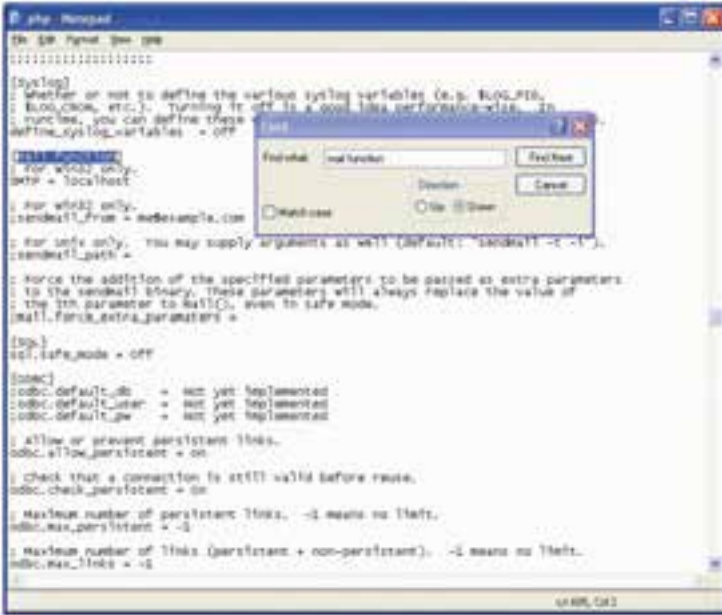 php - Notepad
File Edit Format View Help
;;;;;;;;;;;;;;;;;;;
[Syslog]
; Whether or not to define the various syslog variables (e.g. $LOG_PID,
; $LOG_CRON, etc.). Turning it off is a good idea performance-wise. In
; runtime, you can define these
define_syslog_variables = Off
[mail function]
; For Win32 only.
SMTP = localhost
; For Win32 only.
;sendmail_from = me@example.com
; For Unix only. You may supply arguments as well (default: "sendmail -t -i").
;sendmail_path =
; Force the addition of the specified parameters to be passed as extra parameters
; to the sendmail binary. These parameters will always replace the value of
; the 5th parameter to mail(), even in safe mode.
;mail.force_extra_paramaters =
[SQL]
sql.safe_mode = Off
[ODBC]
;odbc.default_db = Not yet implemented
;odbc.default_user = Not yet implemented
;odbc.default_pw = Not yet implemented
; Allow or prevent persistent links.
odbc.allow_persistent = On
; Check that a connection is still valid before reuse.
odbc.check_persistent = On
; Maximum number of persistent links. -1 means no limit.
odbc.max_persistent = -1
; Maximum number of links (persistent + non-persistent). -1 means no limit.
odbc.max_links = -1
Find
Find what: mail function
Find Next
Direction
Cancel
Match case
Up Down